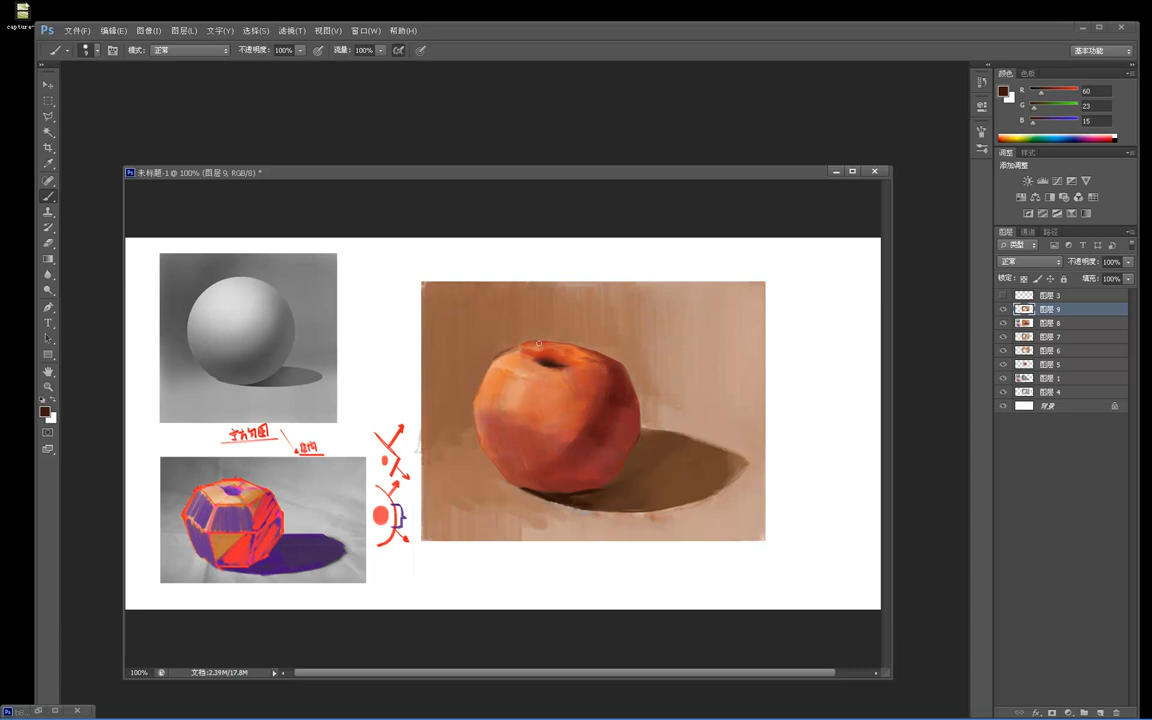 capture
Ps 文件(F) 编辑(E) 图像(I) 图层(L) 文字(Y) 选择(S) 滤镜(T) 视图(V) 窗口(W) 帮助(H)
9 模式: 正常 不透明度: 100% 流量: 100% 基本功能
颜色 色板
R 60
G 23
B 15
调整 样式
添加调整
图层 通道 路径
类型
正常 不透明度: 100%
锁定: 填充: 100%
图层 3
图层 9
图层 8
图层 7
图层 6
图层 5
图层 1
图层 4
背景
Ps 未标题-1 @ 100% (图层 9, RGB/8) *
100% 文档:2.39M/17.8M
Ps